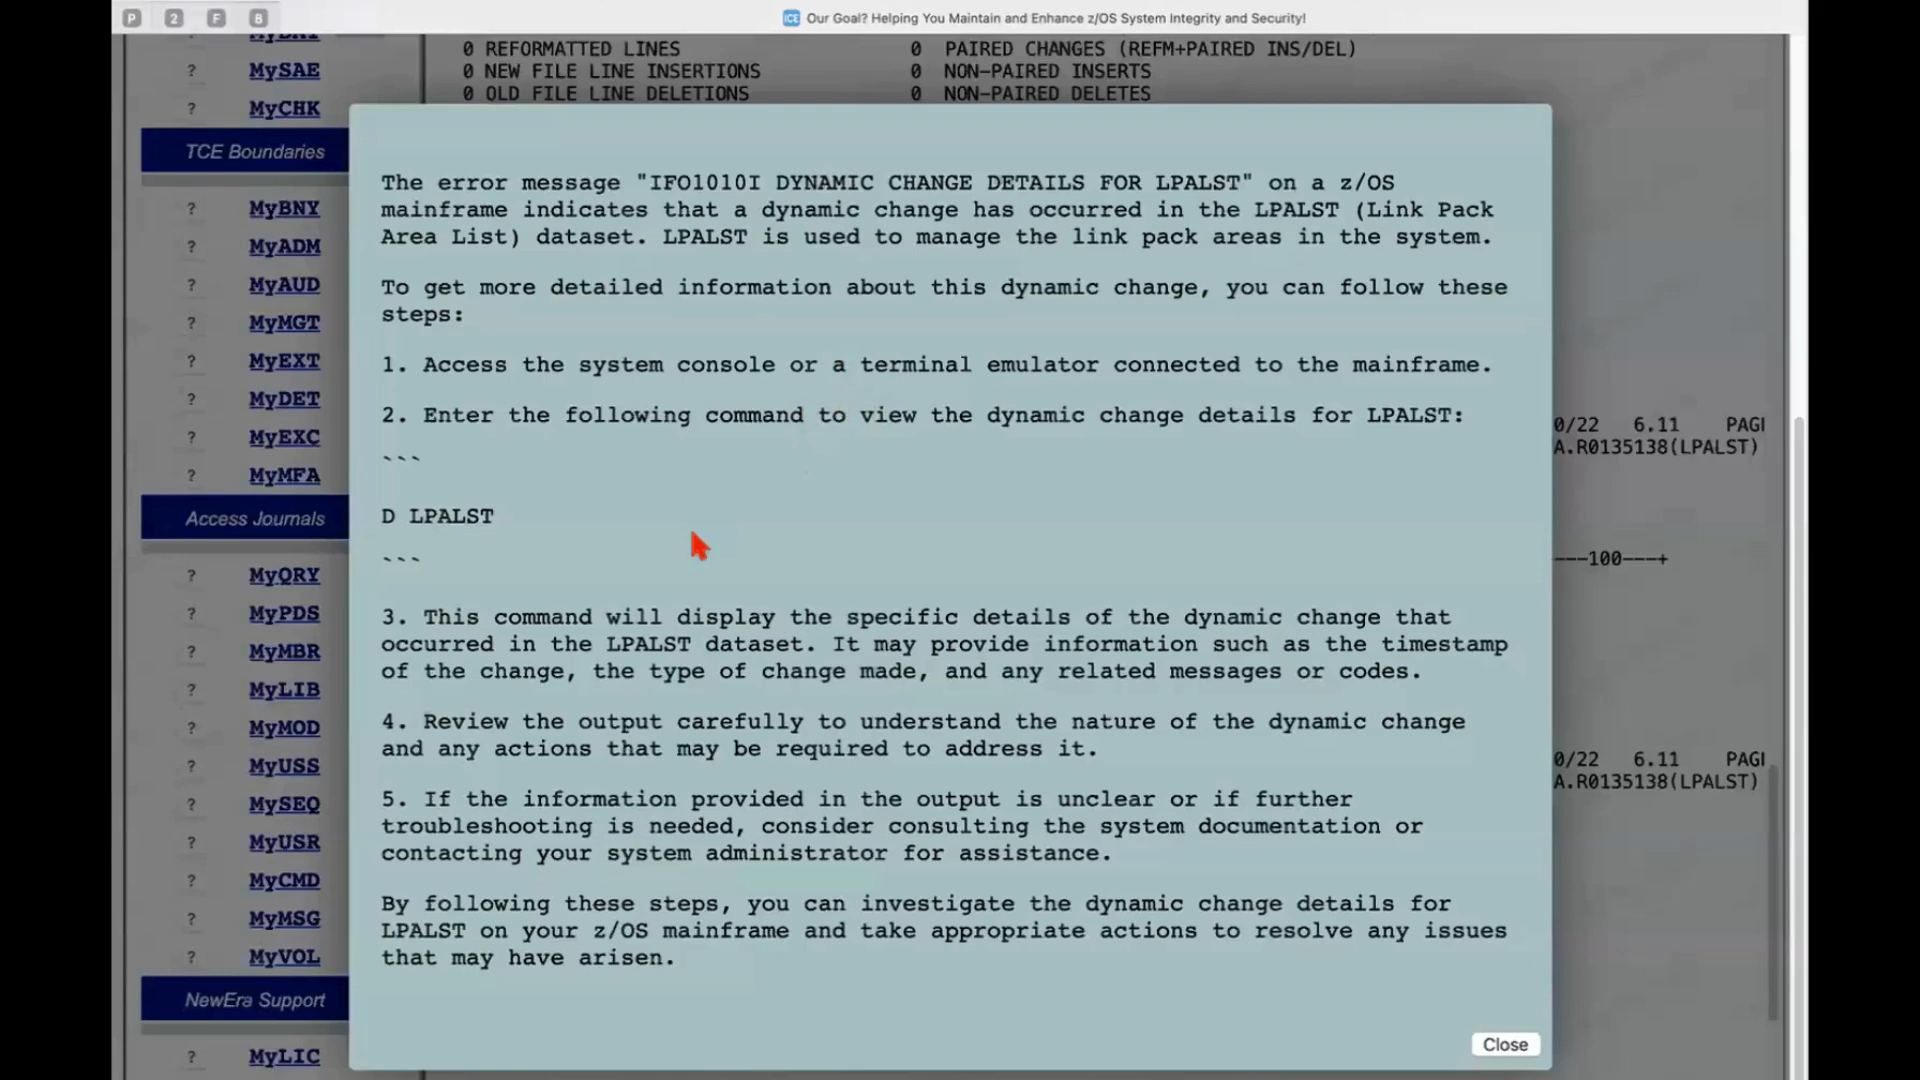 P 2 F B
ICE Our Goal? Helping You Maintain and Enhance z/OS System Integrity and Security!
0 REFORMATTED LINES 0 PAIRED CHANGES (REFM+PAIRED INS/DEL)
? MySAE
0 NEW FILE LINE INSERTIONS 0 NON-PAIRED INSERTS
0 OLD FILE LINE DELETIONS 0 NON-PAIRED DELETES
? MyCHK
TCE Boundaries
? MyBNY
? MyADM
? MyAUD
? MyMGT
? MyEXT
? MyDET
? MyEXC
? MyMFA
Access Journals
? MyQRY
? MyPDS
? MyMBR
? MyLIB
? MyMOD
? MyUSS
? MySEQ
? MyUSR
? MyCMD
? MyMSG
? MyVOL
NewEra Support
? MyLIC
The error message "IFO1010I DYNAMIC CHANGE DETAILS FOR LPALST" on a z/OS
mainframe indicates that a dynamic change has occurred in the LPALST (Link Pack
Area List) dataset. LPALST is used to manage the link pack areas in the system.
To get more detailed information about this dynamic change, you can follow these
steps:
1. Access the system console or a terminal emulator connected to the mainframe.
2. Enter the following command to view the dynamic change details for LPALST:
```
D LPALST
```
3. This command will display the specific details of the dynamic change that
occurred in the LPALST dataset. It may provide information such as the timestamp
of the change, the type of change made, and any related messages or codes.
4. Review the output carefully to understand the nature of the dynamic change
and any actions that may be required to address it.
5. If the information provided in the output is unclear or if further
troubleshooting is needed, consider consulting the system documentation or
contacting your system administrator for assistance.
By following these steps, you can investigate the dynamic change details for
LPALST on your z/OS mainframe and take appropriate actions to resolve any issues
that may have arisen.
Close
0/22 6.11 PAGI
A.R0135138(LPALST)
---100---+
0/22 6.11 PAGI
A.R0135138(LPALST)